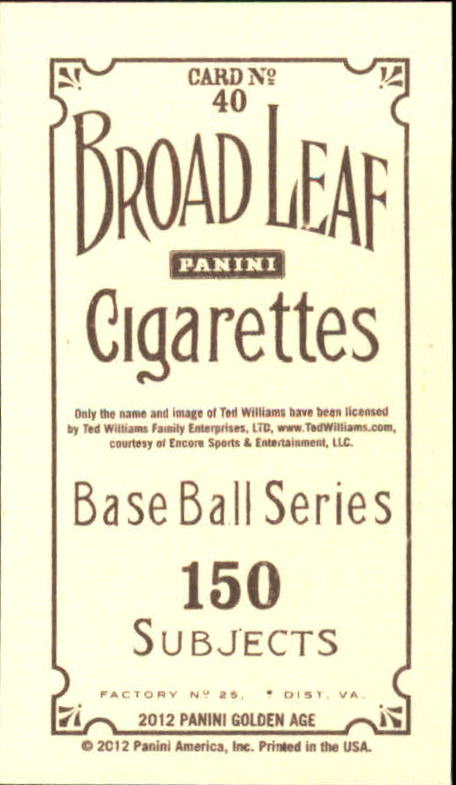 CARD Nº
40
BROAD LEAF
PANINI
Cigarettes
Only the name and image of Ted Williams have been licensed
by Ted Williams Family Enterprises, LTD, www.TedWilliams.com,
courtesy of Encore Sports & Entertainment, LLC.
Base Ball Series
150
SUBJECTS
FACTORY Nº 25, DIST. VA.
2012 PANINI GOLDEN AGE
© 2012 Panini America, Inc. Printed in the USA.